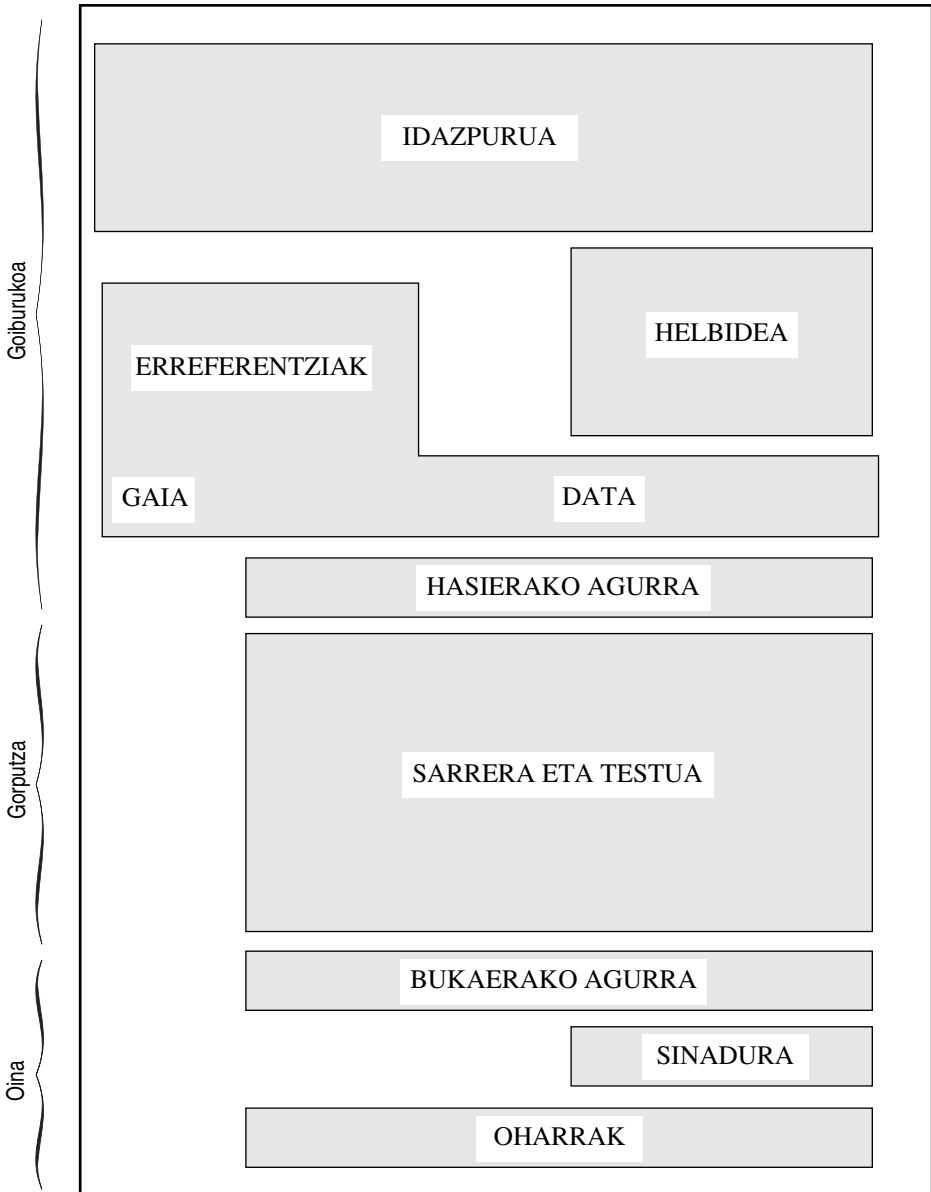 IDAZPURUA
Goiburukoa
HELBIDEA
ERREFERENTZIAK
GAIA DATA
HASIERAKO AGURRA
Gorputza
SARRERA ETA TESTUA
BUKAERAKO AGURRA
Oina
SINADURA
OHARRAK